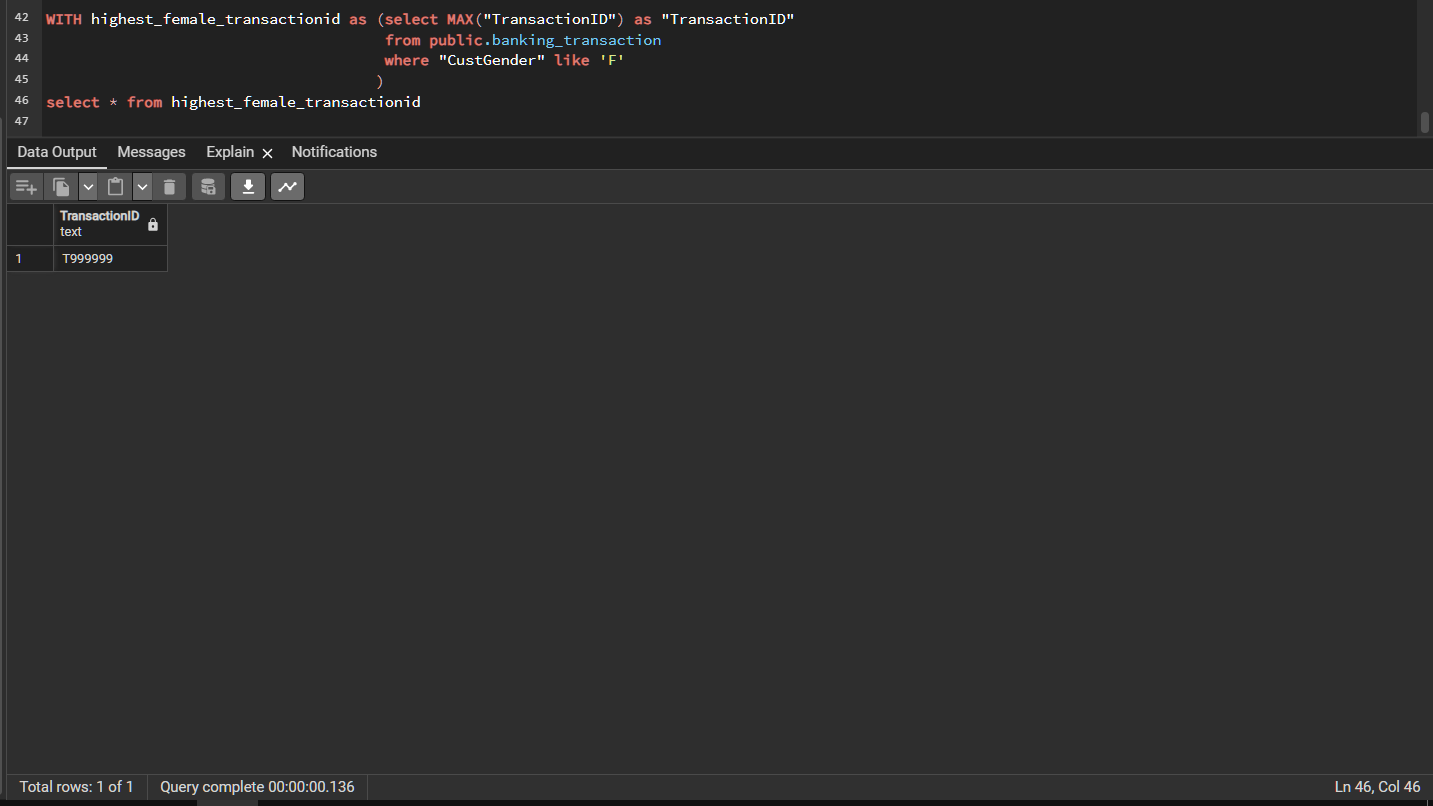 42 WITH highest_female_transactionid as (select MAX("TransactionID") as "TransactionID"
43 from public.banking_transaction
44 where "CustGender" like 'F'
45 )
46 select * from highest_female_transactionid
47
Data Output Messages Explain Notifications
TransactionID
text
1 T999999
Total rows: 1 of 1 Query complete 00:00:00.136 Ln 46, Col 46